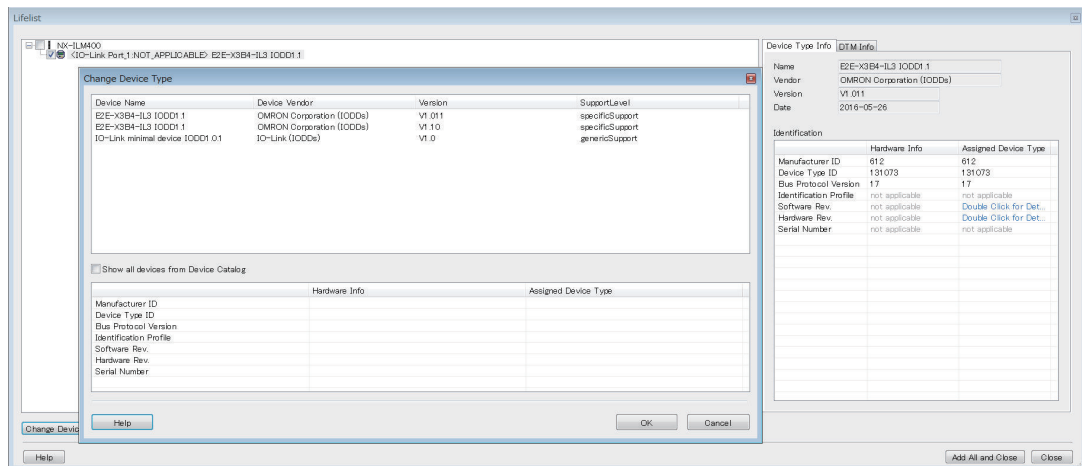 Lifelist
NX-ILM400
<IO-Link Port_1:NOT_APPLICABLE> E2E-X3B4-IL3 IODD1.1
Change Device Type
Device Name Device Vendor Version SupportLevel
E2E-X3B4-IL3 IODD1.1 OMRON Corporation (IODDs) V1.011 specificSupport
E2E-X3B4-IL3 IODD1.1 OMRON Corporation (IODDs) V1.10 specificSupport
IO-Link minimal device IODD1.0.1 IO-Link (IODDs) V1.0 genericSupport
Show all devices from Device Catalog
Hardware Info Assigned Device Type
Manufacturer ID
Device Type ID
Bus Protocol Version
Identification Profile
Software Rev.
Hardware Rev.
Serial Number
Help OK Cancel
Device Type Info DTM Info
Name E2E-X3B4-IL3 IODD1.1
Vendor OMRON Corporation (IODDs)
Version V1.011
Date 2016-05-26
Identification
Hardware Info Assigned Device Type
Manufacturer ID 612 612
Device Type ID 131073 131073
Bus Protocol Version 17 17
Identification Profile not applicable not applicable
Software Rev. not applicable Double Click for Det...
Hardware Rev. not applicable Double Click for Det...
Serial Number not applicable not applicable
Change Devic
Help Add All and Close Close